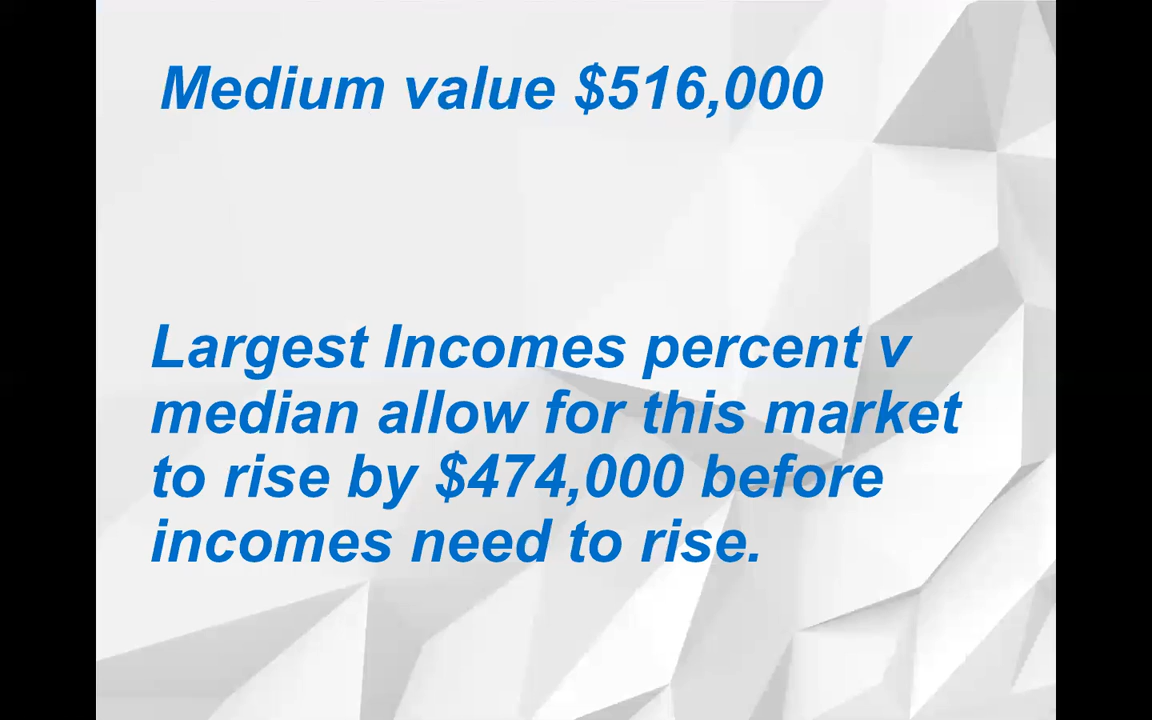 Medium value $516,000
Largest Incomes percent v
median allow for this market
to rise by $474,000 before
incomes need to rise.